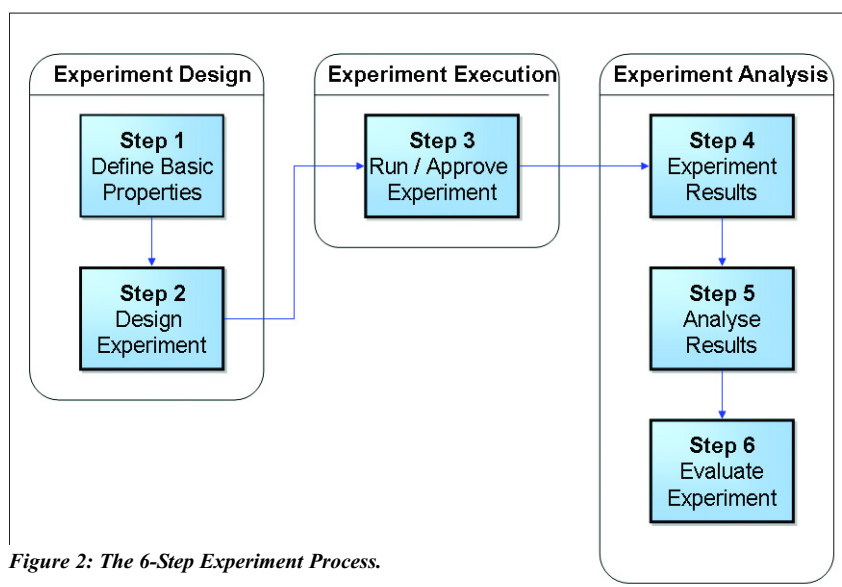 Experiment Design
Step 1
Define Basic
Properties
Step 2
Design
Experiment
Experiment Execution
Step 3
Run / Approve
Experiment
Experiment Analysis
Step 4
Experiment
Results
Step 5
Analyse
Results
Step 6
Evaluate
Experiment
Figure 2: The 6-Step Experiment Process.